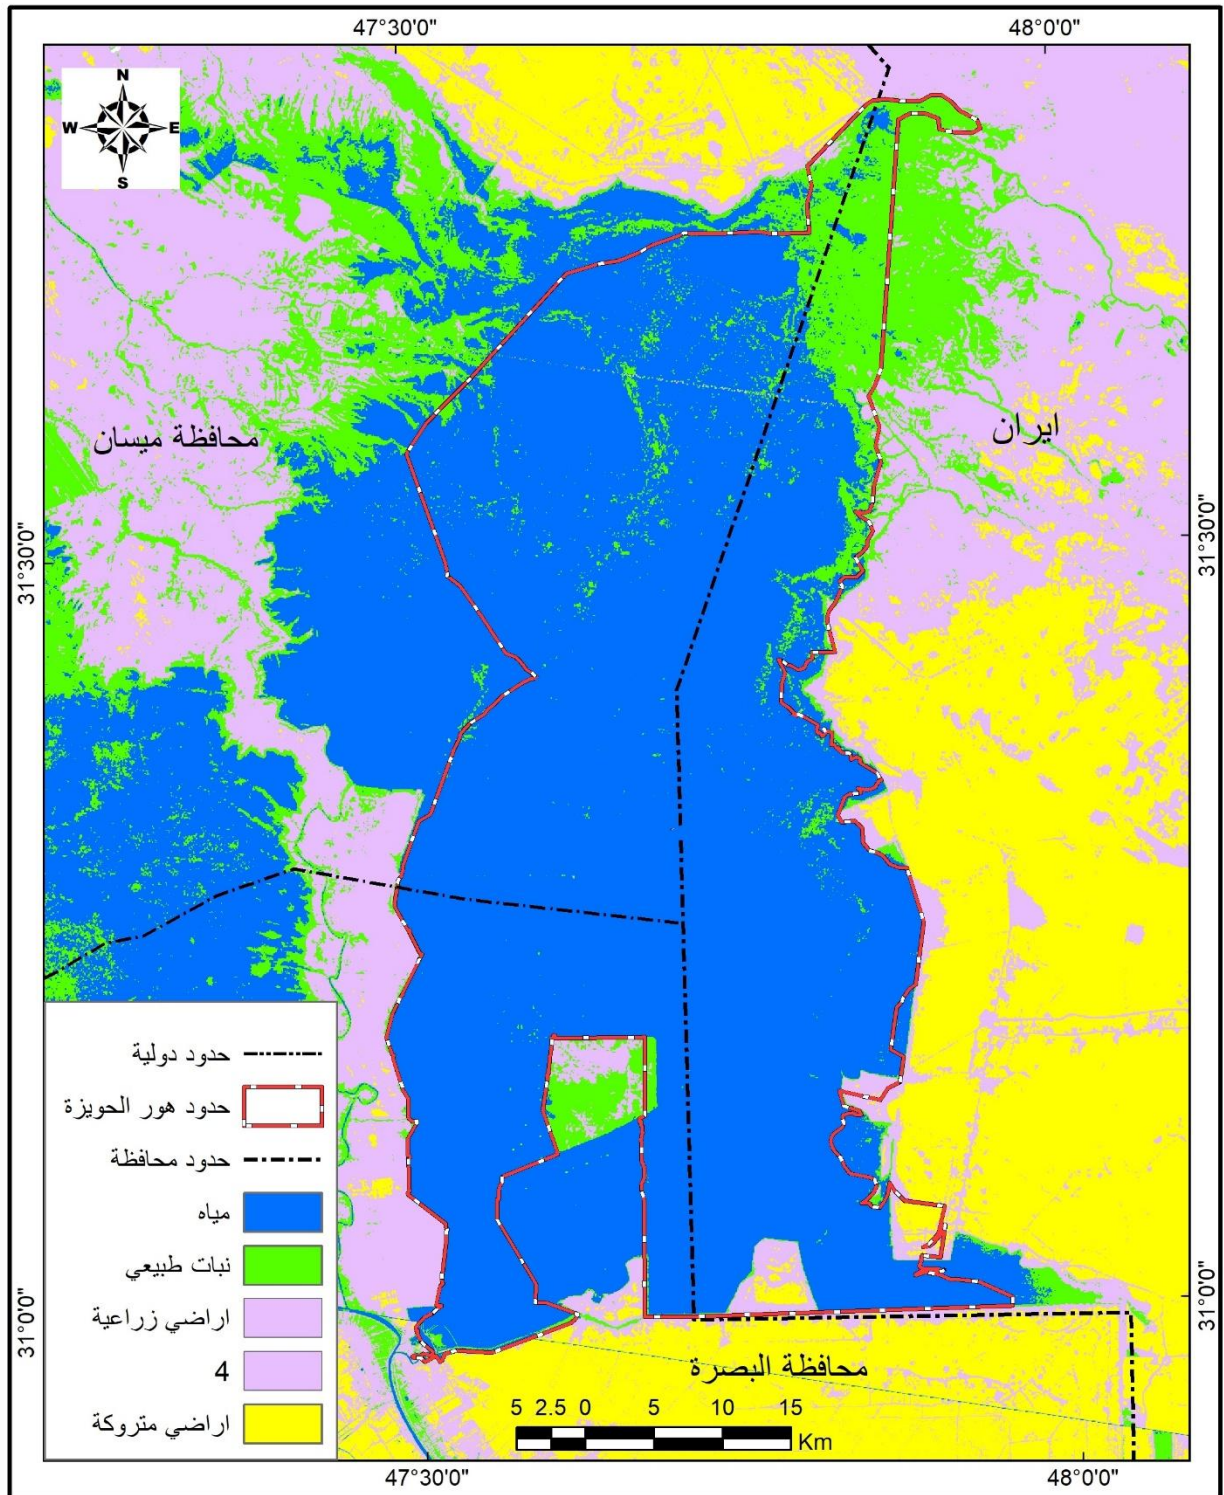 47°30'0"
48°0'0"
N
W E
S
محافظة ميسان
ايران
31°30'0"
31°30'0"
حدود دولية
حدود هور الحويزة
حدود محافظة
مياه
نبات طبيعي
اراضي زراعية
4
اراضي متروكة
31°0'0"
31°0'0"
محافظة البصرة
5 2.5 0 5 10 15
Km
47°30'0"
48°0'0"